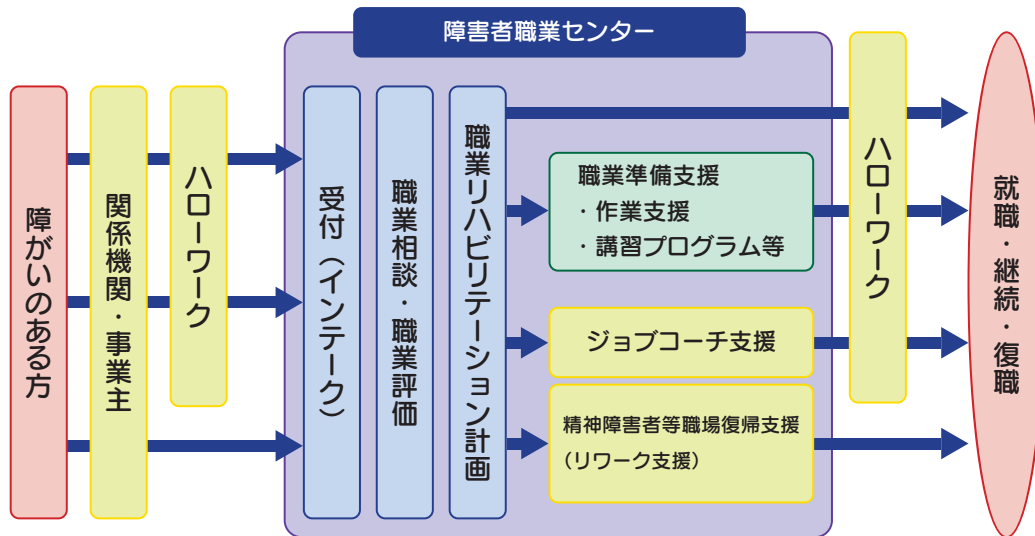 障害者職業センター
障がいのある方
関係機関・事業主
ハローワーク
受付（インテーク）
職業相談・職業評価
職業リハビリテーション計画
職業準備支援
・作業支援
・講習プログラム等
ジョブコーチ支援
精神障害者等職場復帰支援
（リワーク支援）
ハローワーク
就職・継続・復職